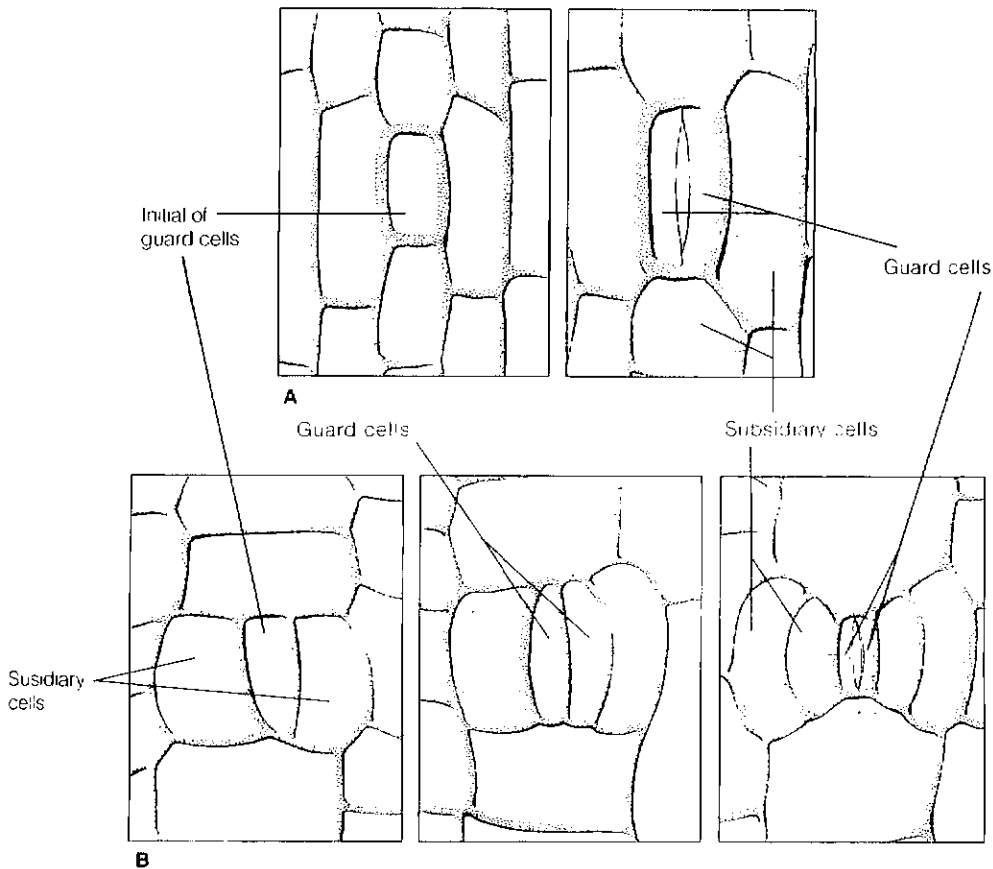 Initial of
guard cells
Guard cells
A
Guard cells
Subsidiary cells
Susidiary
cells
B